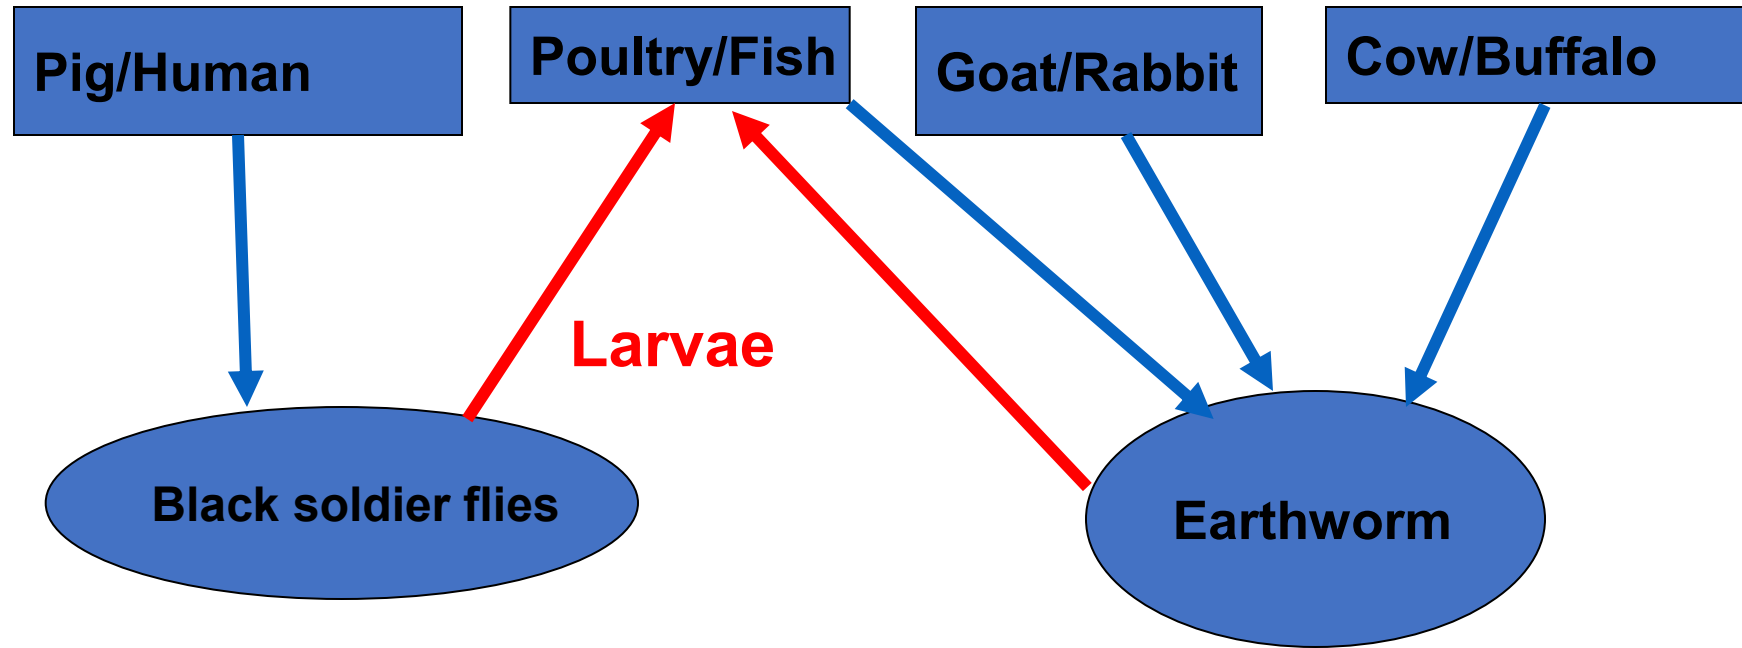 Pig/Human
Poultry/Fish
Goat/Rabbit
Cow/Buffalo
Larvae
Black soldier flies
Earthworm